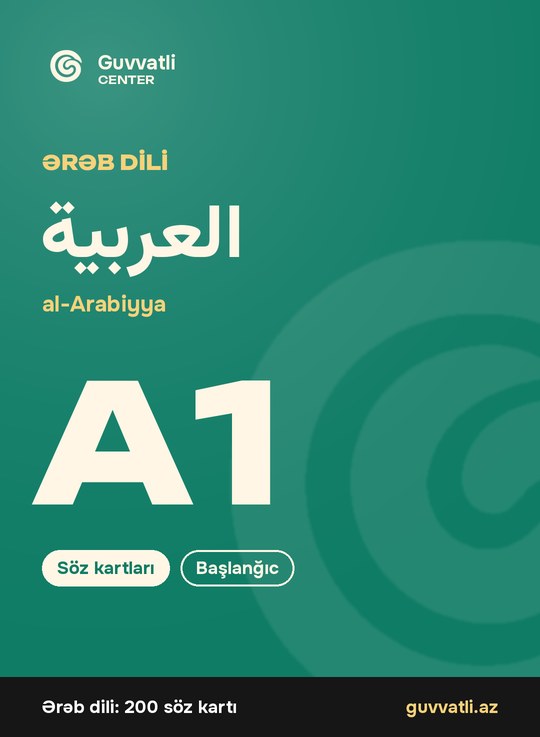 Guvvatli
CENTER
ƏRƏB DİLİ
العربية
al-Arabiyya
A1
Söz kartları
Başlanğıc
Ərəb dili: 200 söz kartı
guvvatli.az